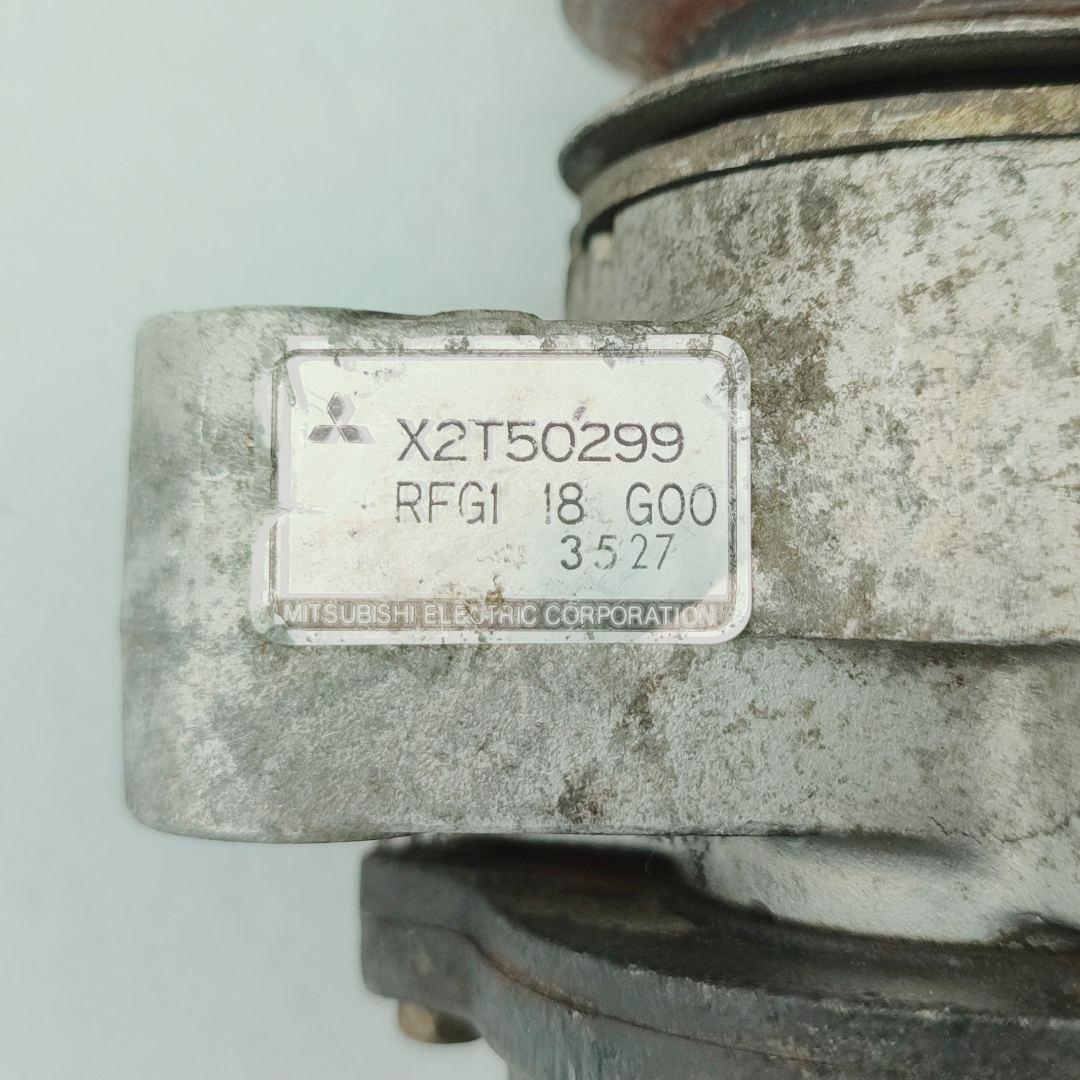 X2T50299
RFG1 18 G00
3527
MITSUBISHI ELECTRIC CORPORATION